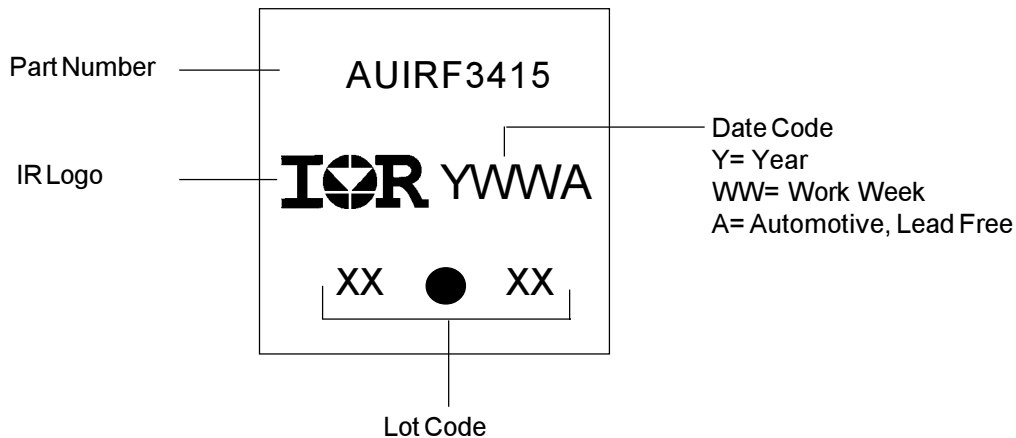 Part Number
AUIRF3415
IR Logo
IOR YWWA
Date Code
Y= Year
WW= Work Week
A= Automotive, Lead Free
XX XX
Lot Code